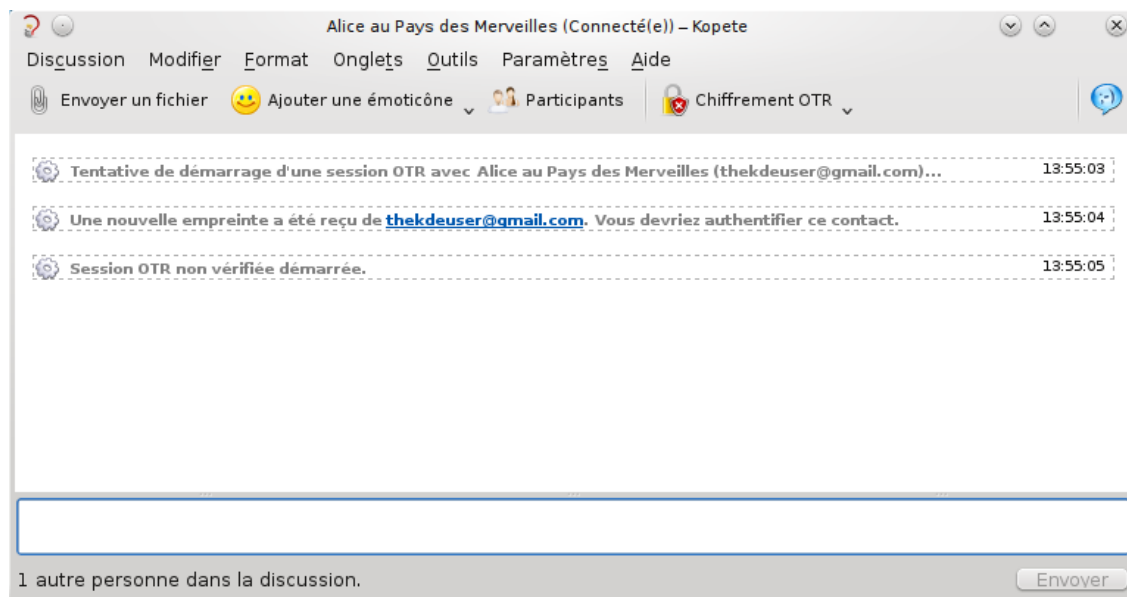 Alice au Pays des Merveilles (Connecté(e)) – Kopete
Discussion Modifier Format Onglets Outils Paramètres Aide
Envoyer un fichier Ajouter une émoticône Participants Chiffrement OTR
Tentative de démarrage d'une session OTR avec Alice au Pays des Merveilles (thekdeuser@gmail.com)... 13:55:03
Une nouvelle empreinte a été reçu de thekdeuser@gmail.com. Vous devriez authentifier ce contact. 13:55:04
Session OTR non vérifiée démarrée. 13:55:05
1 autre personne dans la discussion. Envoyer